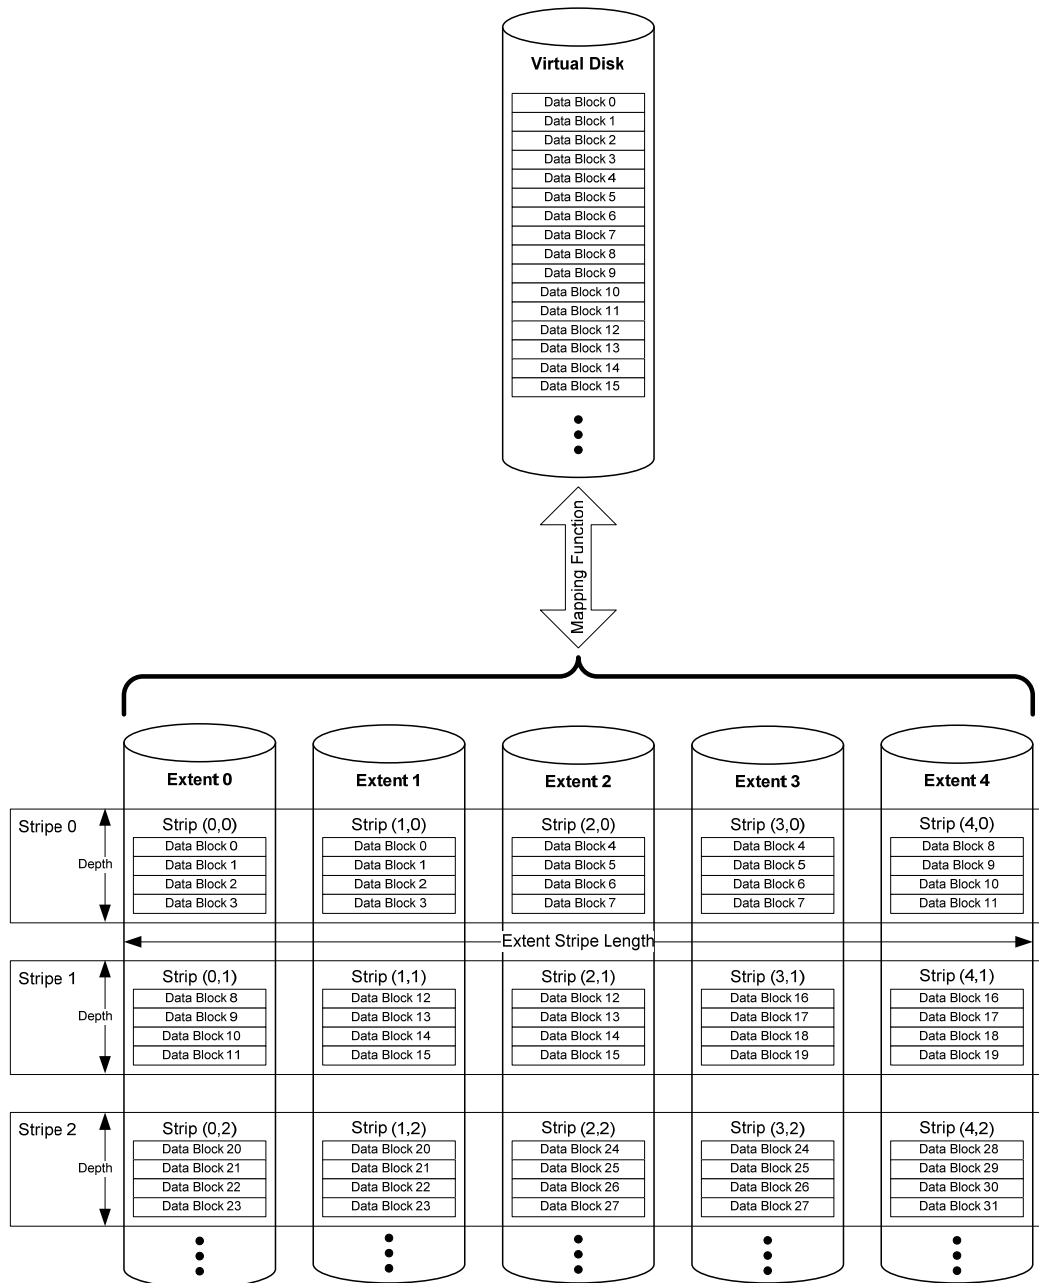 Virtual Disk
Data Block 0
Data Block 1
Data Block 2
Data Block 3
Data Block 4
Data Block 5
Data Block 6
Data Block 7
Data Block 8
Data Block 9
Data Block 10
Data Block 11
Data Block 12
Data Block 13
Data Block 14
Data Block 15
Mapping Function
Extent 0 Extent 1 Extent 2 Extent 3 Extent 4
Stripe 0
Depth
Strip (0,0) Strip (1,0) Strip (2,0) Strip (3,0) Strip (4,0)
Data Block 0 Data Block 0 Data Block 4 Data Block 4 Data Block 8
Data Block 1 Data Block 1 Data Block 5 Data Block 5 Data Block 9
Data Block 2 Data Block 2 Data Block 6 Data Block 6 Data Block 10
Data Block 3 Data Block 3 Data Block 7 Data Block 7 Data Block 11
Extent Stripe Length
Stripe 1
Depth
Strip (0,1) Strip (1,1) Strip (2,1) Strip (3,1) Strip (4,1)
Data Block 8 Data Block 12 Data Block 12 Data Block 16 Data Block 16
Data Block 9 Data Block 13 Data Block 13 Data Block 17 Data Block 17
Data Block 10 Data Block 14 Data Block 14 Data Block 18 Data Block 18
Data Block 11 Data Block 15 Data Block 15 Data Block 19 Data Block 19
Stripe 2
Depth
Strip (0,2) Strip (1,2) Strip (2,2) Strip (3,2) Strip (4,2)
Data Block 20 Data Block 20 Data Block 24 Data Block 24 Data Block 28
Data Block 21 Data Block 21 Data Block 25 Data Block 25 Data Block 29
Data Block 22 Data Block 22 Data Block 26 Data Block 26 Data Block 30
Data Block 23 Data Block 23 Data Block 27 Data Block 27 Data Block 31